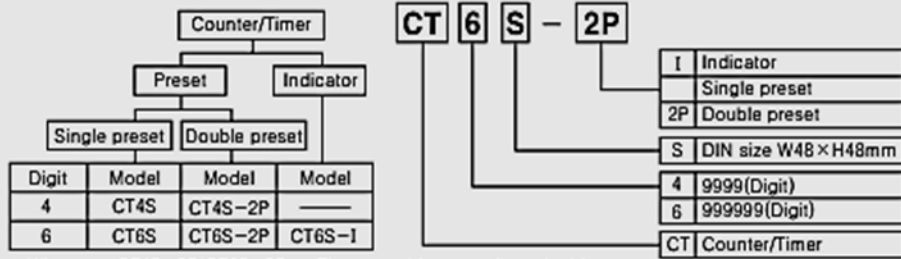 Counter/Timer
Preset Indicator
Single preset Double preset
Digit Model Model Model
4 CT4S CT4S-2P
6 CT6S CT6S-2P CT6S-I
CT 6 S - 2P
I Indicator
Single preset
2P Double preset
S DIN size W48×H48mm
4 9999(Digit)
6 999999(Digit)
CT Counter/Timer